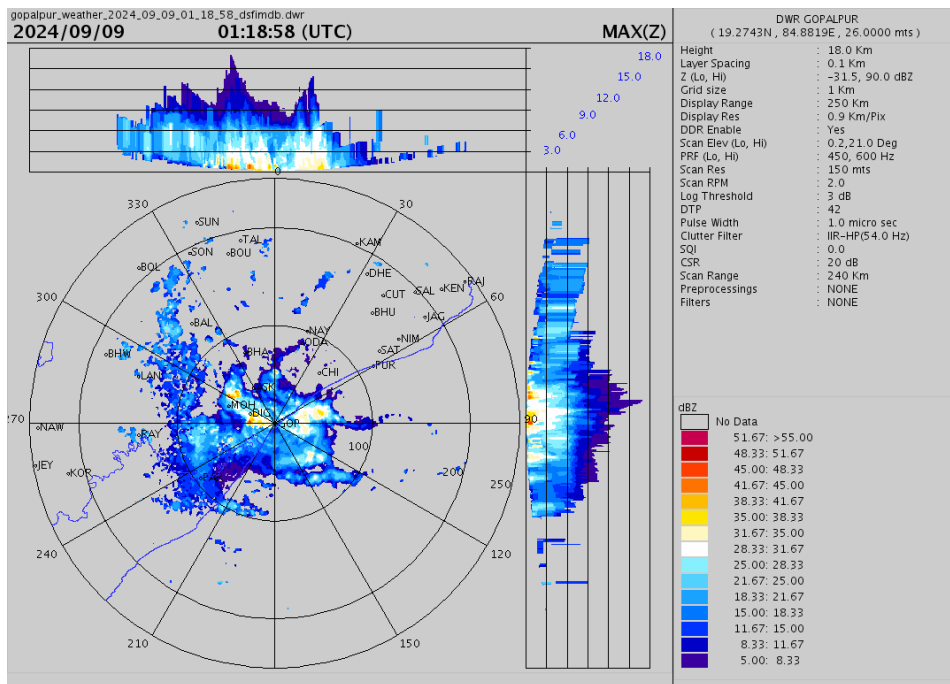 gopalpur_weather_2024_09_09_01_18_58_dsfimdb.dwr
2024/09/09 01:18:58 (UTC) MAX(Z)
18.0
15.0
12.0
9.0
6.0
3.0
0
330 30
SUN
TAL KAM
SON BOU
BOL DHE
RAJ
KEN
SAL
CUT
300 60
BHU JAG
BAL NAY
ODA NIM
BHW BHA SAT
PUR
LAN CHI
MOH DIG
270 GOP 90
NAW RAY
100
JEY KOR 200
250
240 120
210 150
DWR GOPALPUR
( 19.2743N , 84.8819E , 26.0000 mts )
Height : 18.0 Km
Layer Spacing : 0.1 Km
Z (Lo, Hi) : -31.5, 90.0 dBZ
Grid size : 1 Km
Display Range : 250 Km
Display Res : 0.9 Km/Pix
DDR Enable : Yes
Scan Elev (Lo, Hi) : 0.2,21.0 Deg
PRF (Lo, Hi) : 450, 600 Hz
Scan Res : 150 mts
Scan RPM : 2.0
Log Threshold : 3 dB
DTP : 42
Pulse Width : 1.0 micro sec
Clutter Filter : IIR-HP(54.0 Hz)
SQI : 0.0
CSR : 20 dB
Scan Range : 240 Km
Preprocessings : NONE
Filters : NONE
dBZ
No Data
51.67: >55.00
48.33: 51.67
45.00: 48.33
41.67: 45.00
38.33: 41.67
35.00: 38.33
31.67: 35.00
28.33: 31.67
25.00: 28.33
21.67: 25.00
18.33: 21.67
15.00: 18.33
11.67: 15.00
8.33: 11.67
5.00: 8.33